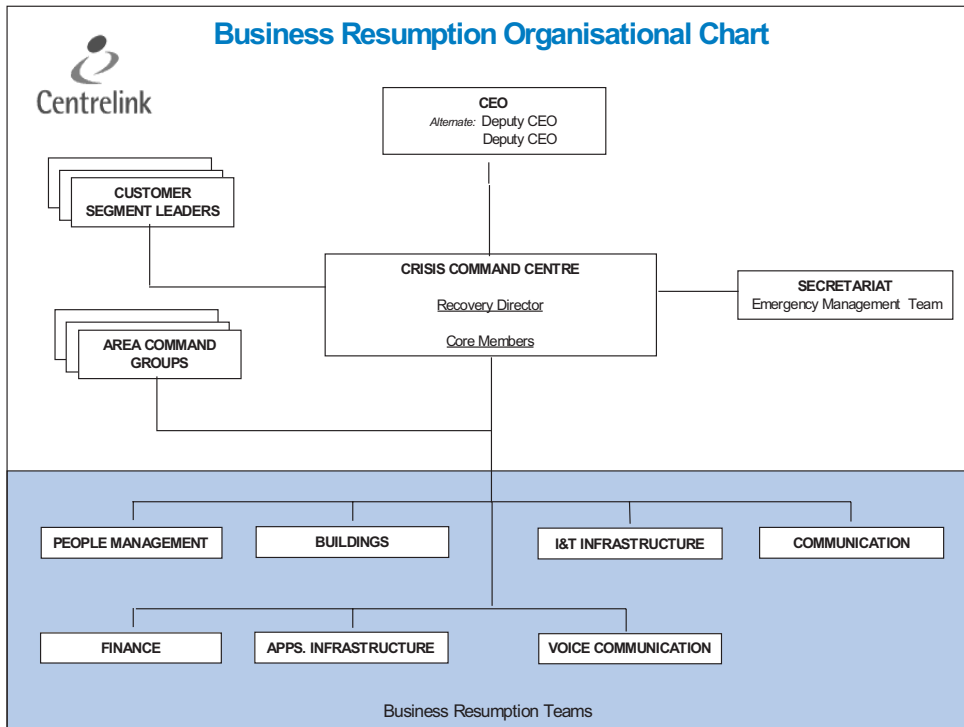 Business Resumption Organisational Chart
Centrelink
CEO
Alternate: Deputy CEO
Deputy CEO
CUSTOMER
SEGMENT LEADERS
CRISIS COMMAND CENTRE
Recovery Director
Core Members
SECRETARIAT
Emergency Management Team
AREA COMMAND
GROUPS
PEOPLE MANAGEMENT
BUILDINGS
I&T INFRASTRUCTURE
COMMUNICATION
FINANCE
APPS. INFRASTRUCTURE
VOICE COMMUNICATION
Business Resumption Teams